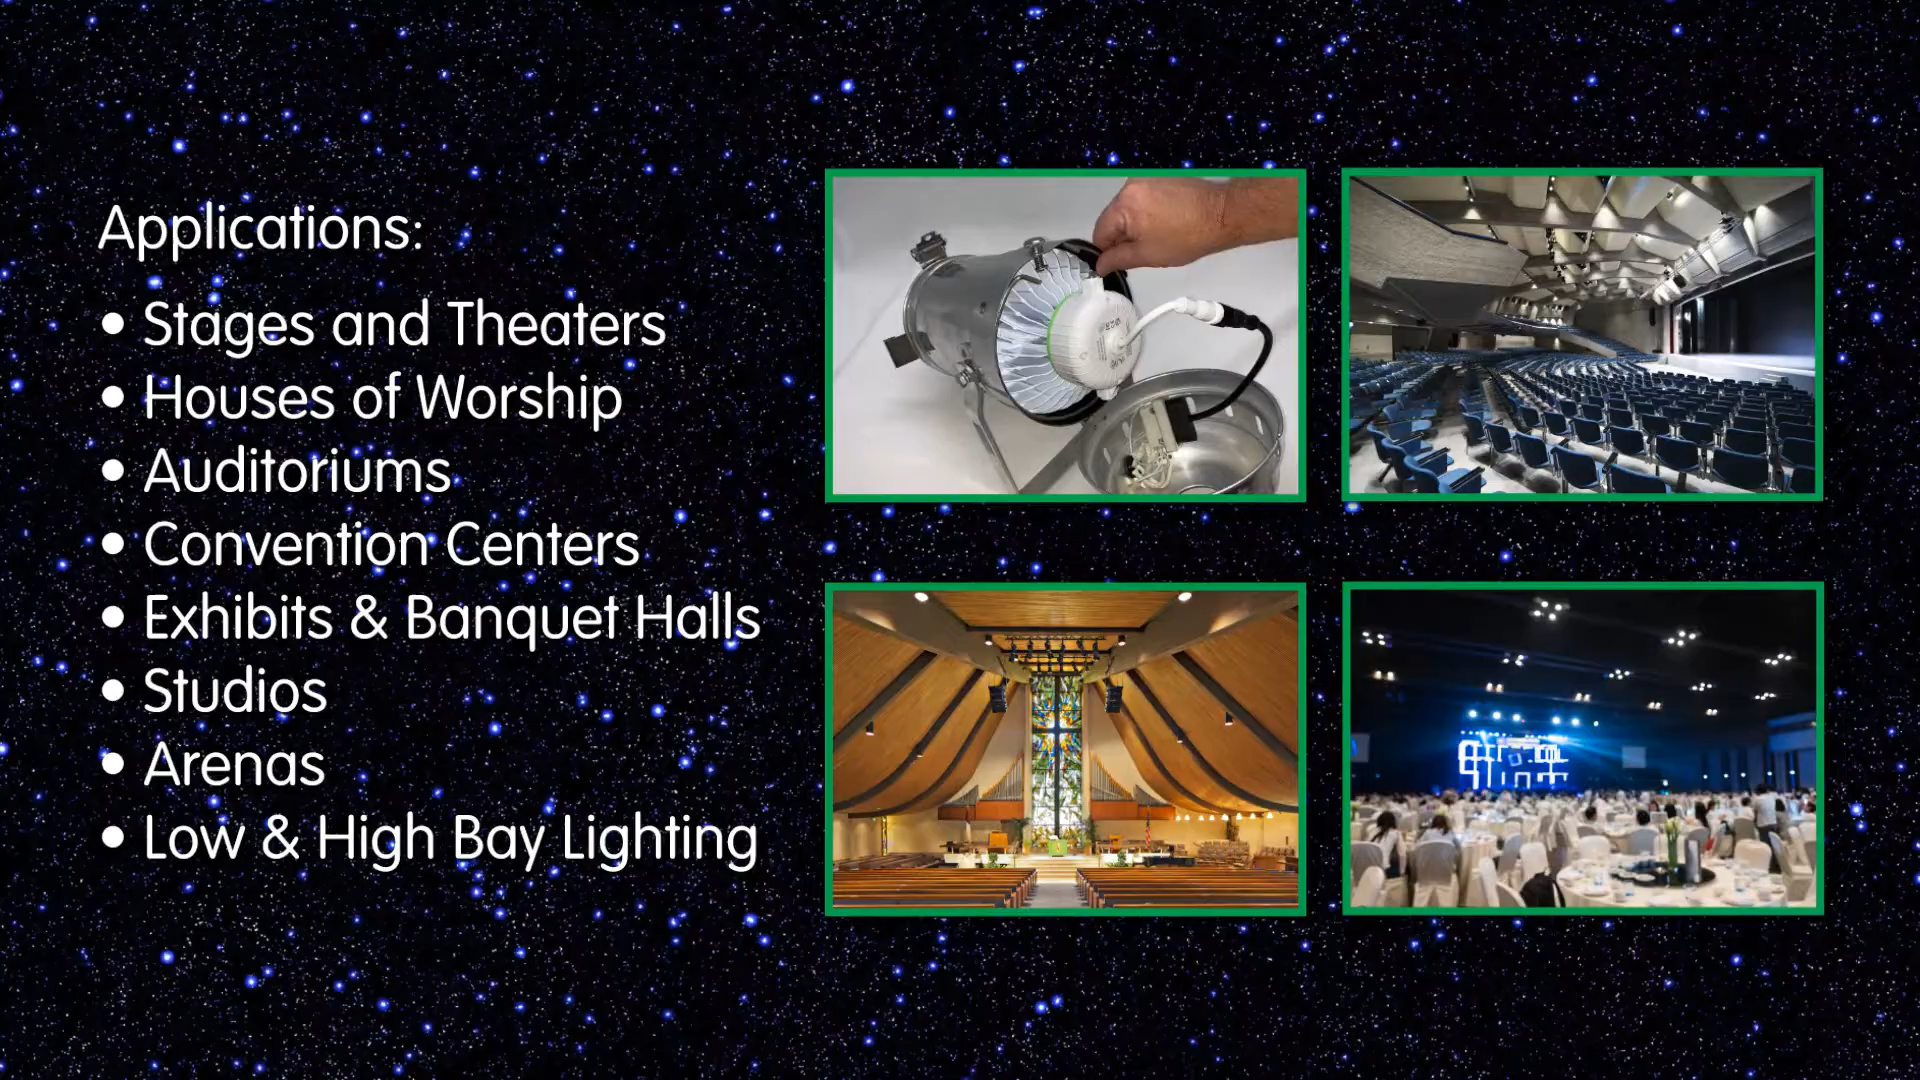 Applications:
• Stages and Theaters
• Houses of Worship
• Auditoriums
• Convention Centers
• Exhibits & Banquet Halls
• Studios
• Arenas
• Low & High Bay Lighting